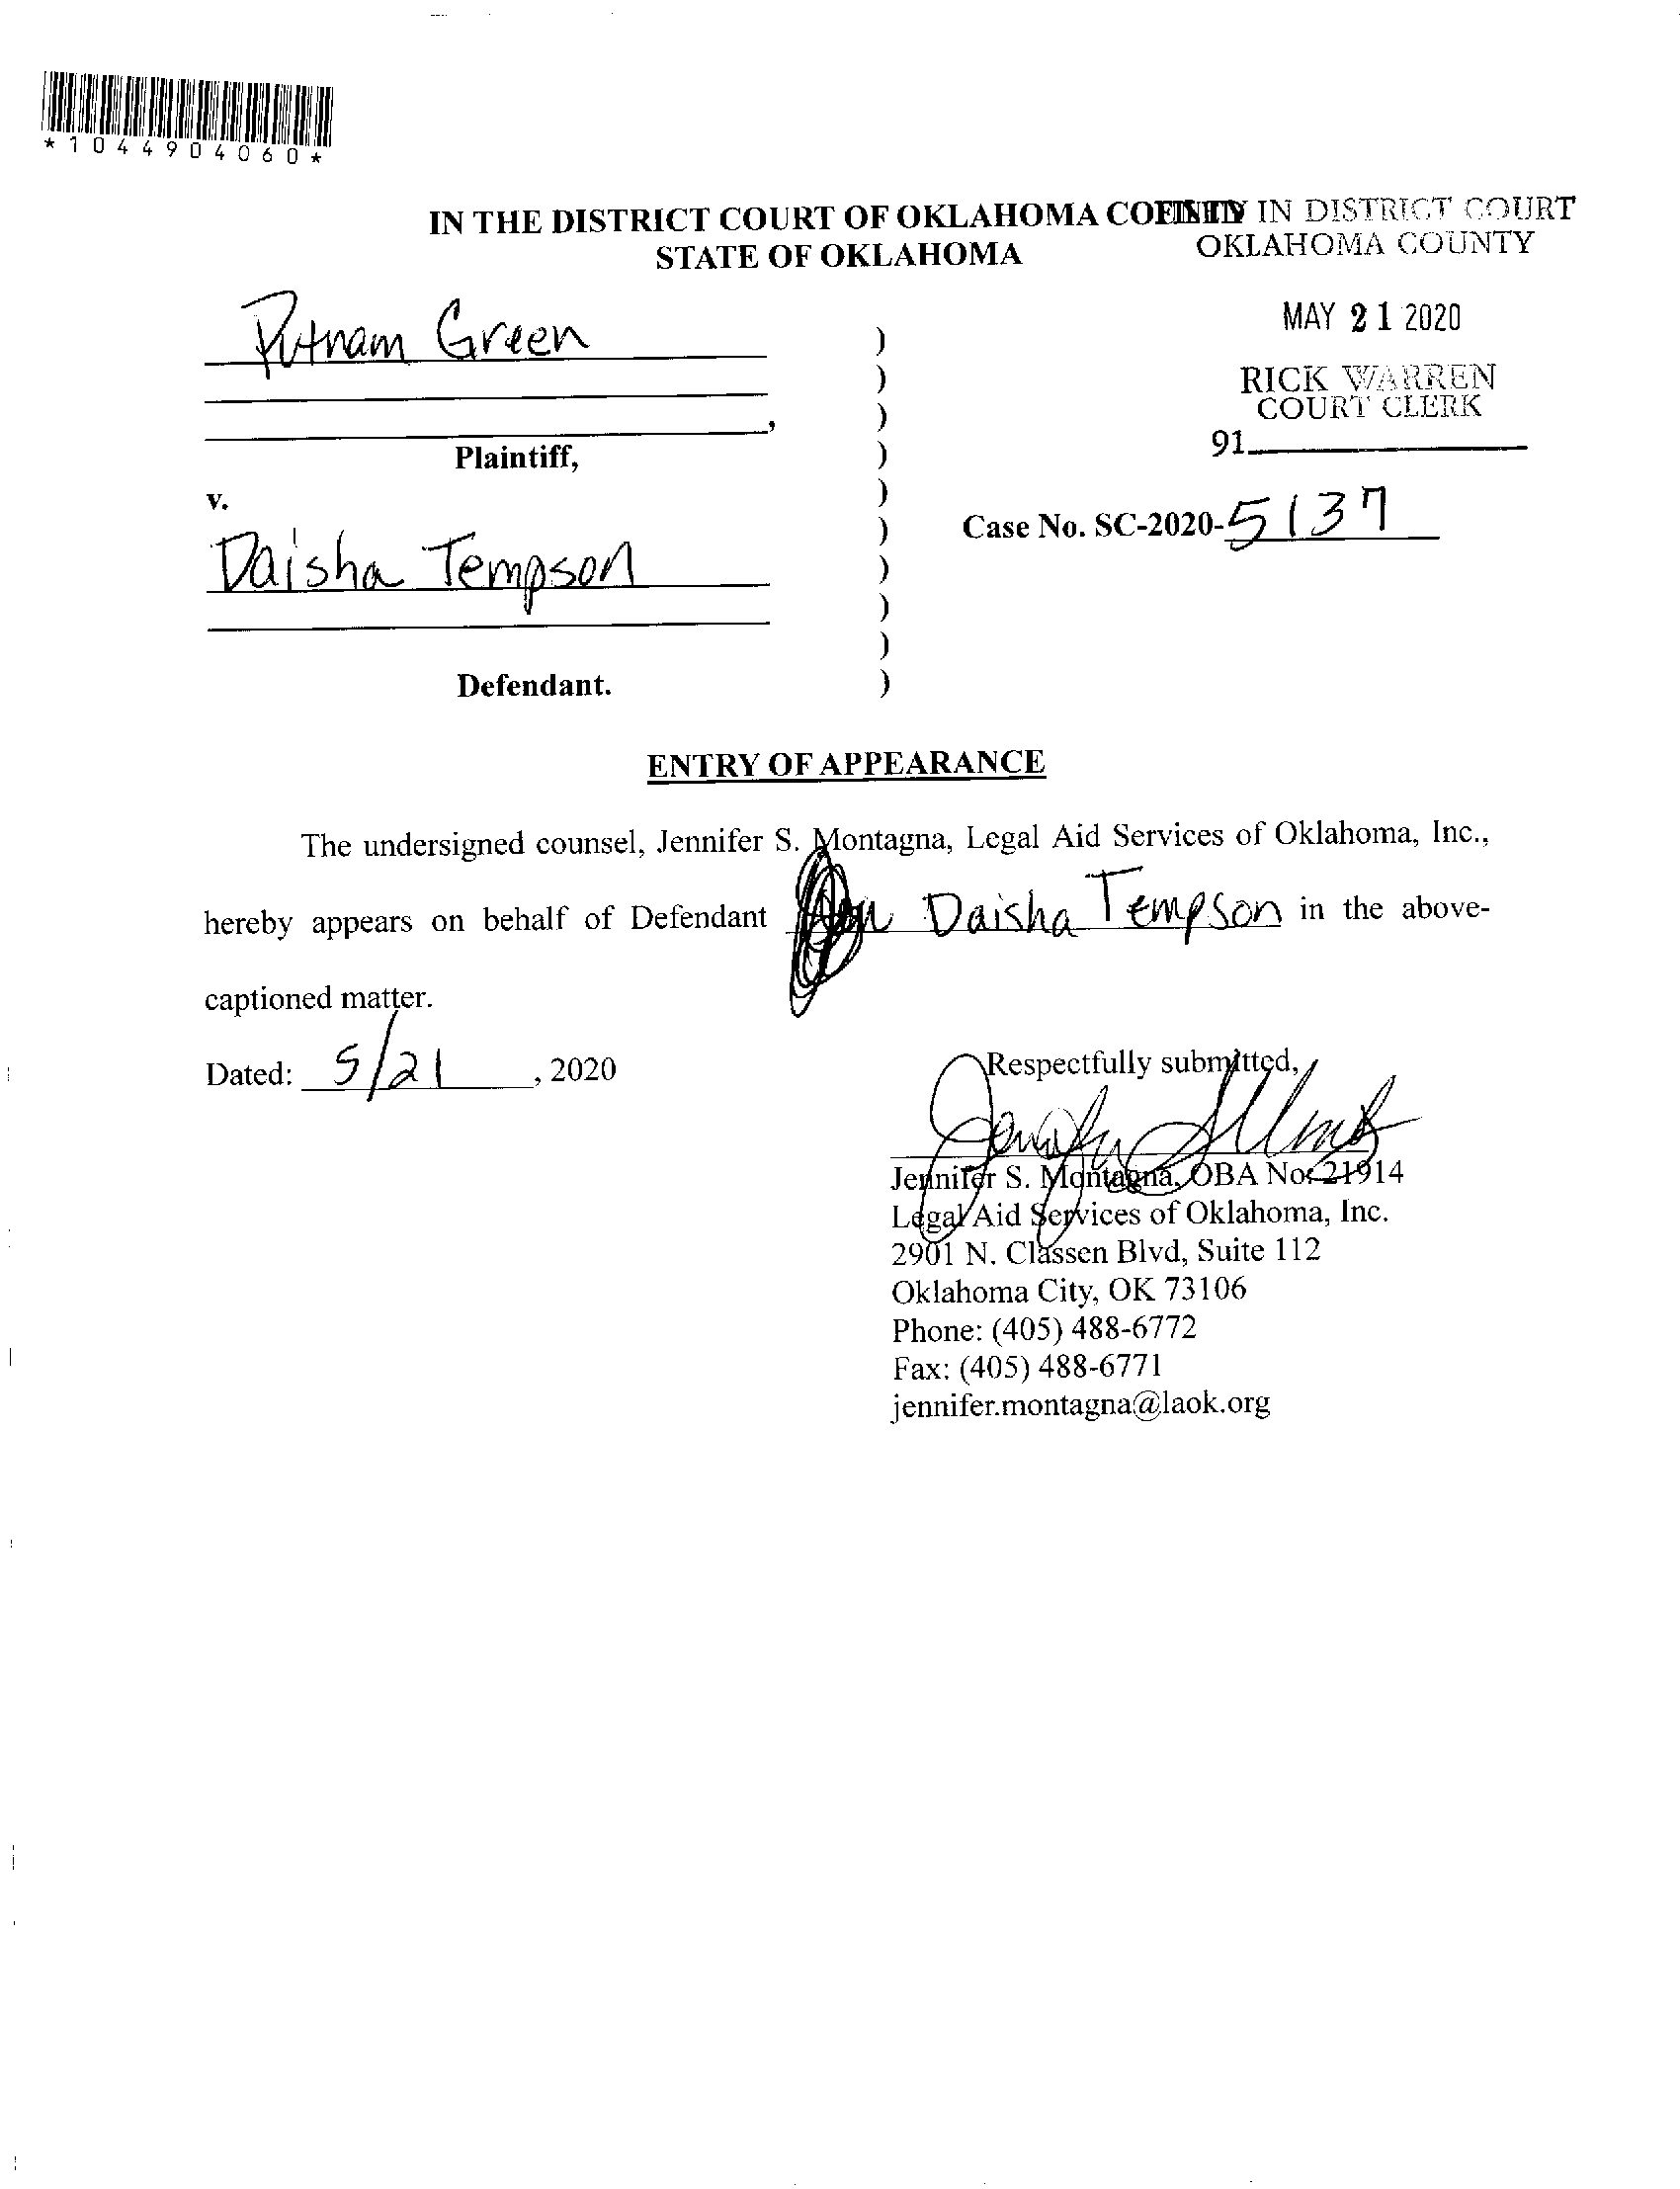 *1044904060*
IN THE DISTRICT COURT OF OKLAHOMA COUNTY
STATE OF OKLAHOMA
FILED IN DISTRICT COURT
OKLAHOMA COUNTY
MAY 21 2020
RICK WARREN
COURT CLERK
91
Putnam Green
,
Plaintiff,
v.
Case No. SC-2020-5137
Daisha Tempson
Defendant.
ENTRY OF APPEARANCE
The undersigned counsel, Jennifer S. Montagna, Legal Aid Services of Oklahoma, Inc.,
hereby appears on behalf of Defendant Daisha Tempson in the above-
captioned matter.
Dated: 5/21, 2020
Respectfully submitted,
Jennifer S. Montagna, OBA No. 21914
Legal Aid Services of Oklahoma, Inc.
2901 N. Classen Blvd, Suite 112
Oklahoma City, OK 73106
Phone: (405) 488-6772
Fax: (405) 488-6771
jennifer.montagna@laok.org